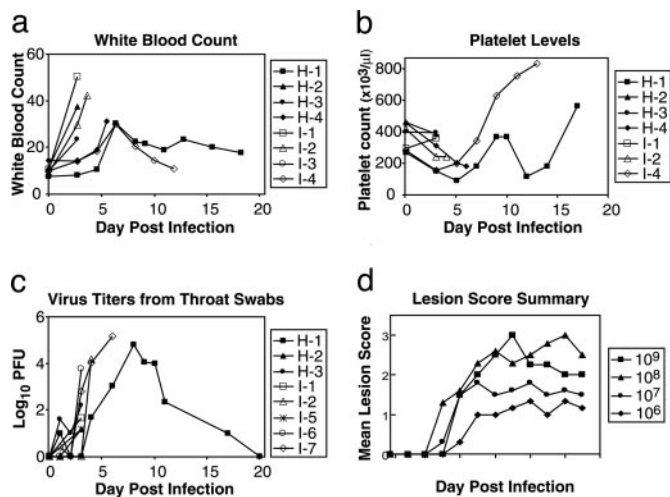 a
White Blood Count
White Blood Count
60
40
20
0
0 5 10 15 20
Day Post Infection
H-1
H-2
H-3
H-4
I-1
I-2
I-3
I-4
b
Platelet Levels
Platelet count (x10³/µl)
800
600
400
200
0
0 5 10 15 20
Day Post Infection
H-1
H-2
H-3
H-4
I-1
I-2
I-4
c
Virus Titers from Throat Swabs
Log₁₀ PFU
6
4
2
0
0 5 10 15 20
Day Post Infection
H-1
H-2
H-3
I-1
I-2
I-5
I-6
I-7
d
Lesion Score Summary
Mean Lesion Score
3
2
1
0
Day Post Infection
10⁹
10⁸
10⁷
10⁶